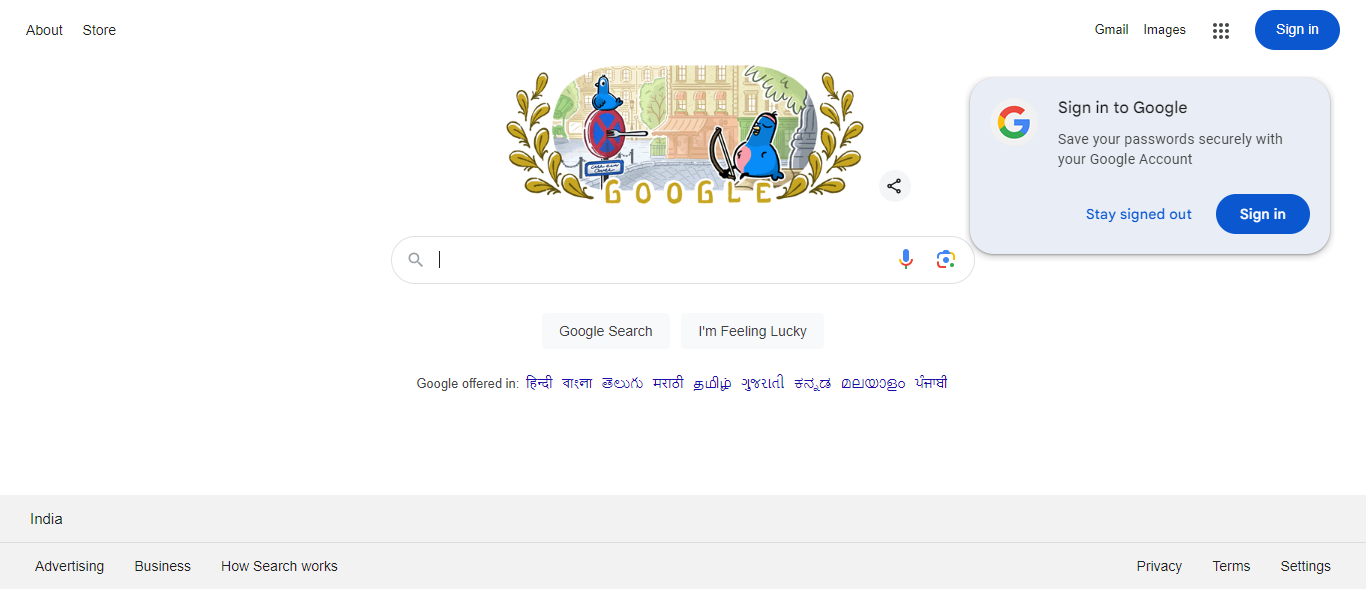 About Store
Gmail Images
Sign in
GOOGLE
Sign in to Google
Save your passwords securely with
your Google Account
Stay signed out
Sign in
Google Search
I'm Feeling Lucky
Google offered in: हिन्दी বাংলা తెలుగు मराठी தமிழ் ગુજરાતી ಕನ್ನಡ മലയാളം ਪੰਜਾਬੀ
India
Advertising Business How Search works
Privacy Terms Settings